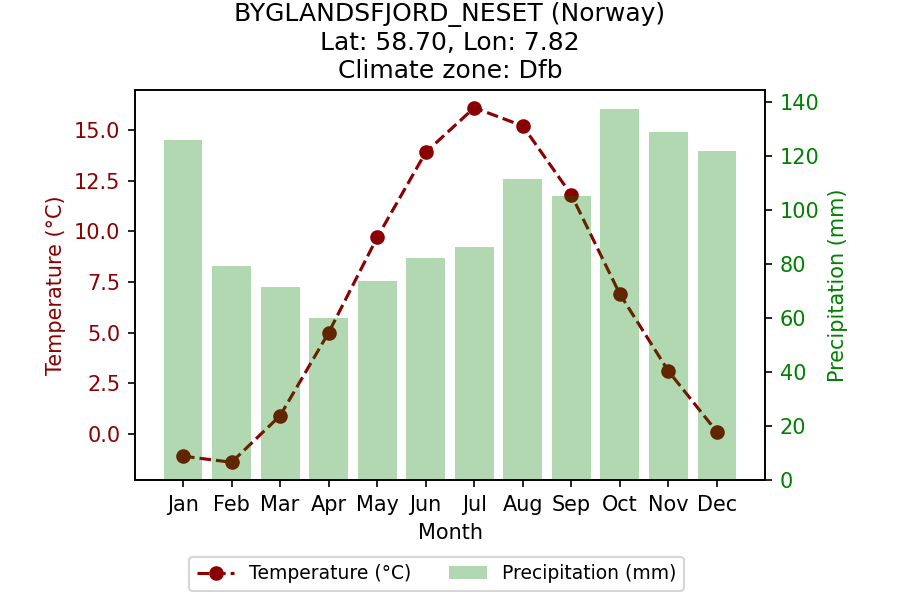 BYGLANDSFJORD_NESET (Norway)
Lat: 58.70, Lon: 7.82
Climate zone: Dfb
Temperature (°C)
15.0
12.5
10.0
7.5
5.0
2.5
0.0
140
120
100
80
60
40
20
0
Precipitation (mm)
Jan Feb Mar Apr May Jun Jul Aug Sep Oct Nov Dec
Month
Temperature (°C) Precipitation (mm)